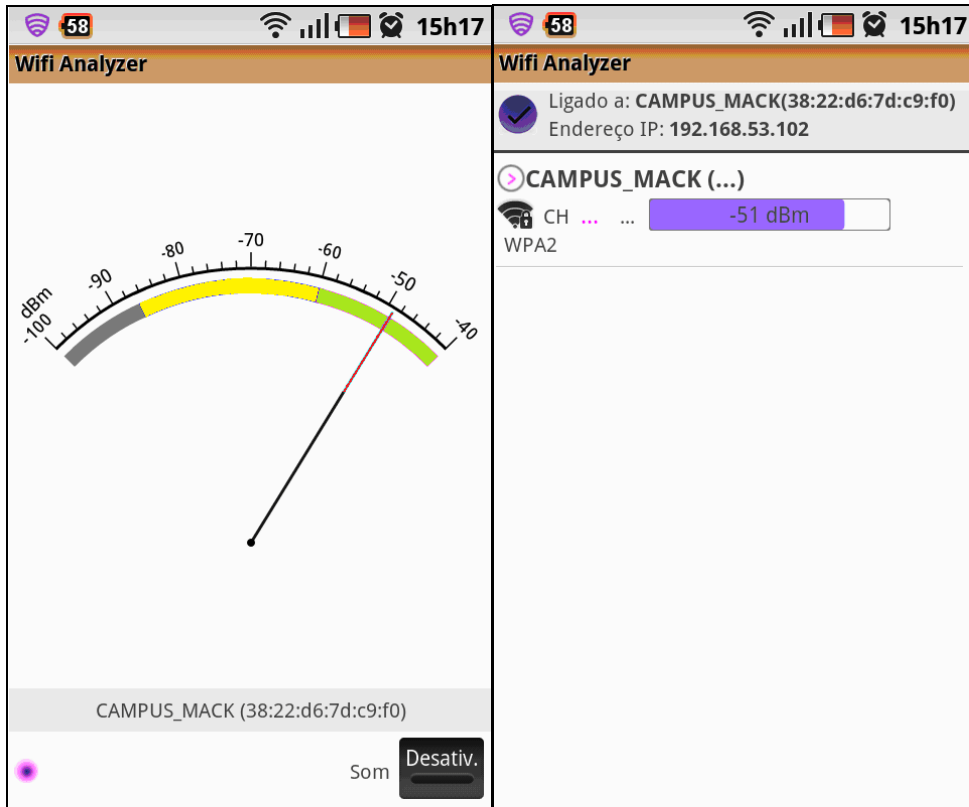 58 15h17
Wifi Analyzer
dBm
-100 -90 -80 -70 -60 -50 -40
CAMPUS_MACK (38:22:d6:7d:c9:f0)
Som Desativ.
58 15h17
Wifi Analyzer
Ligado a: CAMPUS_MACK(38:22:d6:7d:c9:f0)
Endereço IP: 192.168.53.102
CAMPUS_MACK (...)
CH ... ... -51 dBm
WPA2